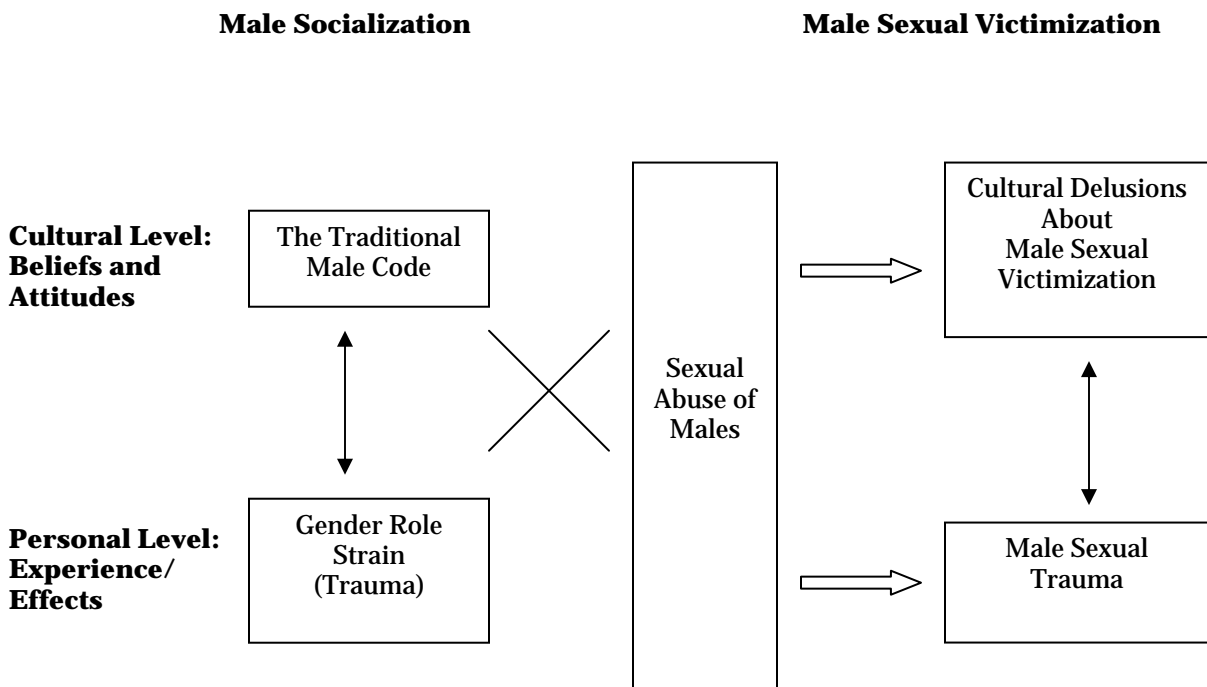 Male Socialization
Male Sexual Victimization
Cultural Level:
Beliefs and
Attitudes
The Traditional
Male Code
Sexual
Abuse of
Males
Cultural Delusions
About
Male Sexual
Victimization
Personal Level:
Experience/
Effects
Gender Role
Strain
(Trauma)
Male Sexual
Trauma